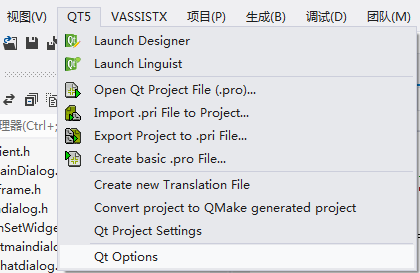 视图(V) QT5 VASSISTX 项目(P) 生成(B) 调试(D) 团队(M)
Launch Designer
Launch Linguist
Open Qt Project File (.pro)...
理器(Ctrl+;
Import .pri File to Project...
Export Project to .pri File...
ient.h
Create basic .pro File...
ainDialog.h
Create new Translation File
frame.h
Convert project to QMake generated project
dialog.h
Qt Project Settings
nSetWidge
tmaindialog.h
Qt Options
hatdialog.h